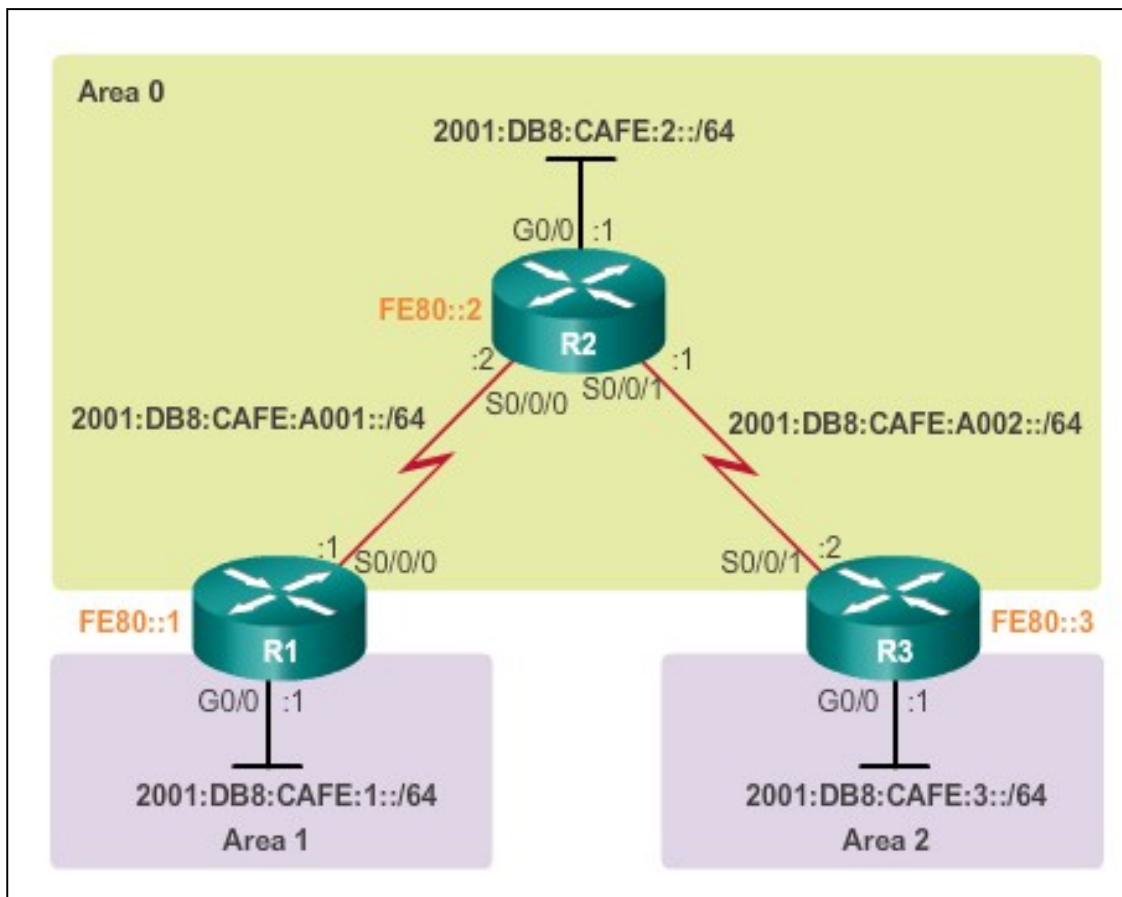 Area 0
2001:DB8:CAFE:2::/64
G0/0 :1
FE80::2
R2
:2 :1
S0/0/0 S0/0/1
2001:DB8:CAFE:A001::/64
2001:DB8:CAFE:A002::/64
:1 S0/0/0
S0/0/1 :2
FE80::1
R1
R3
FE80::3
G0/0 :1
G0/0 :1
2001:DB8:CAFE:1::/64
Area 1
2001:DB8:CAFE:3::/64
Area 2